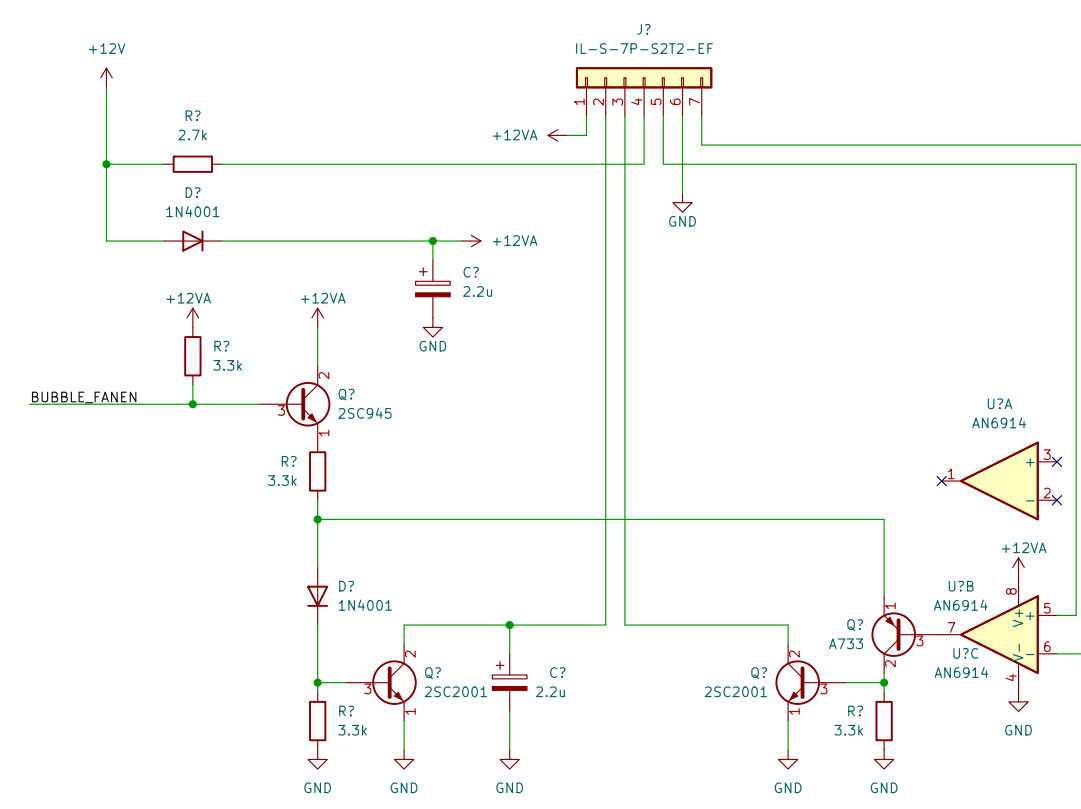 J?
IL-S-7P-S2T2-EF
+12V
1
2
3
4
5
6
7
R?
2.7k
+12VA
D?
1N4001
GND
+12VA
+
C?
2.2u
GND
+12VA
+12VA
R?
3.3k
2
BUBBLE_FANEN
3
Q?
2SC945
1
U?A
AN6914
R?
3.3k
+
3
1
-
2
+12VA
8
D?
1N4001
U?B
AN6914
V+
+
5
1
Q?
A733
3
7
2
U?C
AN6914
V-
-
6
4
2
Q?
2SC2001
3
1
+
C?
2.2u
2
Q?
2SC2001
3
1
R?
3.3k
R?
3.3k
GND
GND
GND
GND
GND
GND